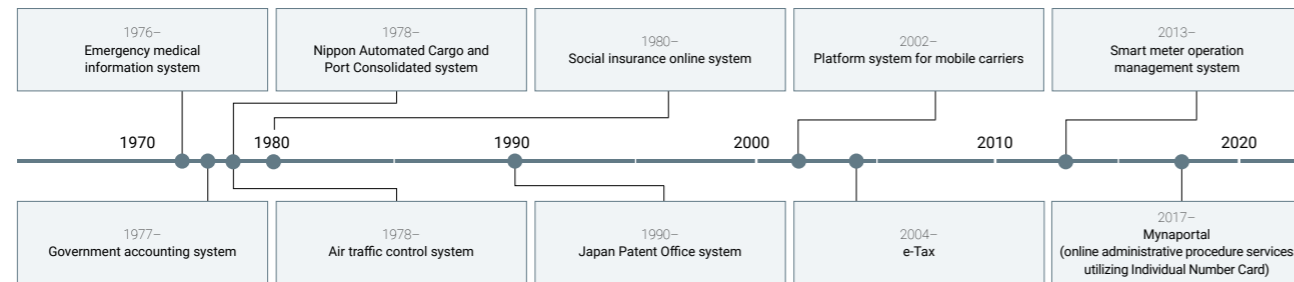 1976–
Emergency medical
information system
1978–
Nippon Automated Cargo and
Port Consolidated system
1980–
Social insurance online system
2002–
Platform system for mobile carriers
2013–
Smart meter operation
management system
1970
1980
1990
2000
2010
2020
1977–
Government accounting system
1978–
Air traffic control system
1990–
Japan Patent Office system
2004–
e-Tax
2017–
Mynaportal
(online administrative procedure services
utilizing Individual Number Card)